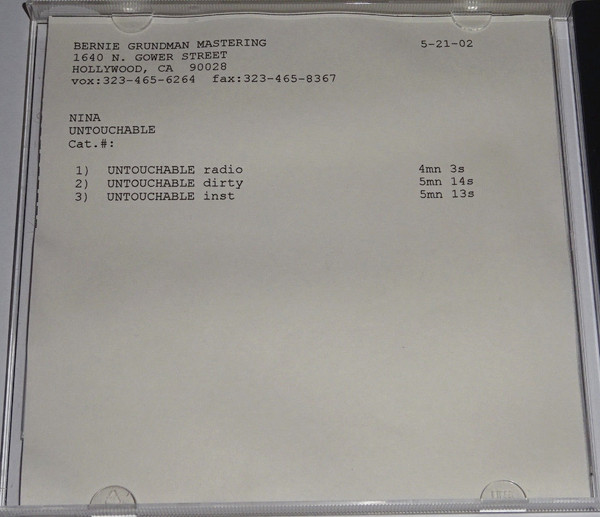 BERNIE GRUNDMAN MASTERING 5-21-02
1640 N. GOWER STREET
HOLLYWOOD, CA 90028
vox:323-465-6264 fax:323-465-8367
NINA
UNTOUCHABLE
Cat.#:
1) UNTOUCHABLE radio 4mn 3s
2) UNTOUCHABLE dirty 5mn 14s
3) UNTOUCHABLE inst 5mn 13s